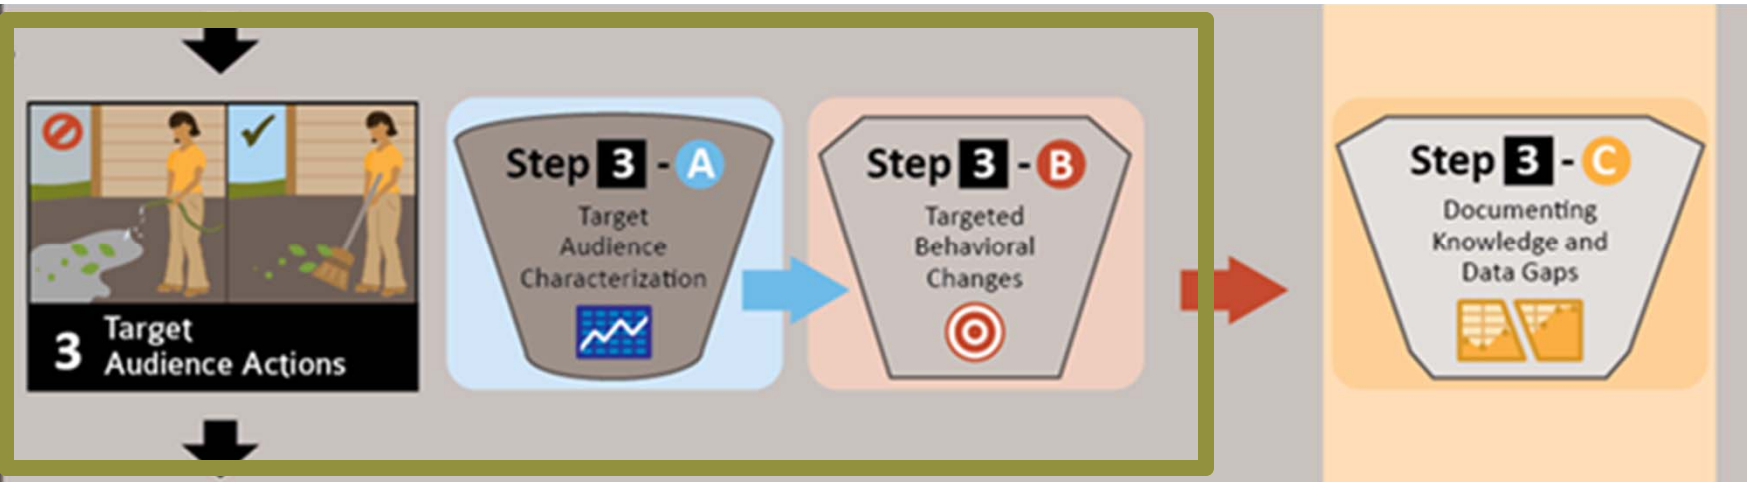 3 Target
Audience Actions
Step 3 - A
Target
Audience
Characterization
Step 3 - B
Targeted
Behavioral
Changes
Step 3 - C
Documenting
Knowledge and
Data Gaps